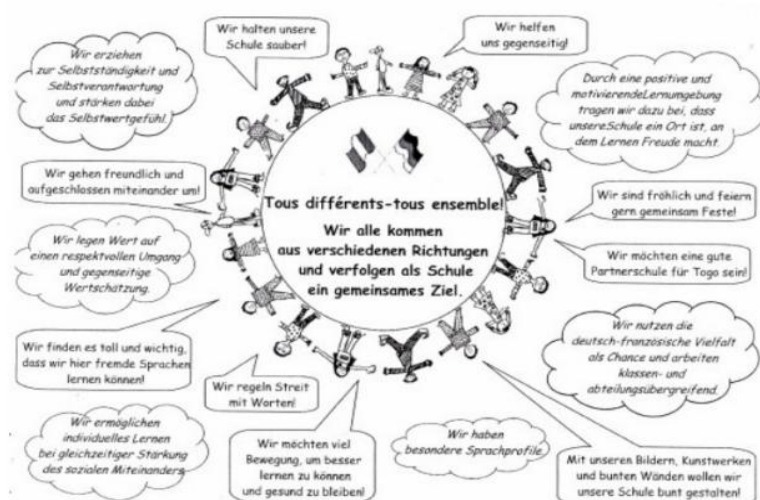 Wir erziehen
zur Selbstständigkeit und
Selbstverantwortung
und stärken dabei
das Selbstwertgefühl.
Wir halten unsere
Schule sauber!
Wir helfen
uns gegenseitig!
Durch eine positive und
motivierendeLernumgebung
tragen wir dazu bei, dass
unsereSchule ein Ort ist, an
dem Lernen Freude macht.
Wir gehen freundlich und
aufgeschlossen miteinander um!
Tous différents-tous ensemble!
Wir alle kommen
aus verschiedenen Richtungen
und verfolgen als Schule
ein gemeinsames Ziel.
Wir sind fröhlich und feiern
gern gemeinsam Feste!
Wir legen Wert auf
einen respektvollen Umgang
und gegenseitige
Wertschätzung.
Wir möchten eine gute
Partnerschule für Togo sein!
Wir finden es toll und wichtig,
dass wir hier fremde Sprachen
lernen können!
Wir nutzen die
deutsch-französische Vielfalt
als Chance und arbeiten
klassen- und
abteilungsübergreifend.
Wir regeln Streit
mit Worten!
Wir ermöglichen
individuelles Lernen
bei gleichzeitiger Stärkung
des sozialen Miteinanders.
Wir möchten viel
Bewegung, um besser
lernen zu können
und gesund zu bleiben!
Wir haben
besondere Sprachprofile.
Mit unseren Bildern, Kunstwerken
und bunten Wänden wollen wir
unsere Schule bunt gestalten!